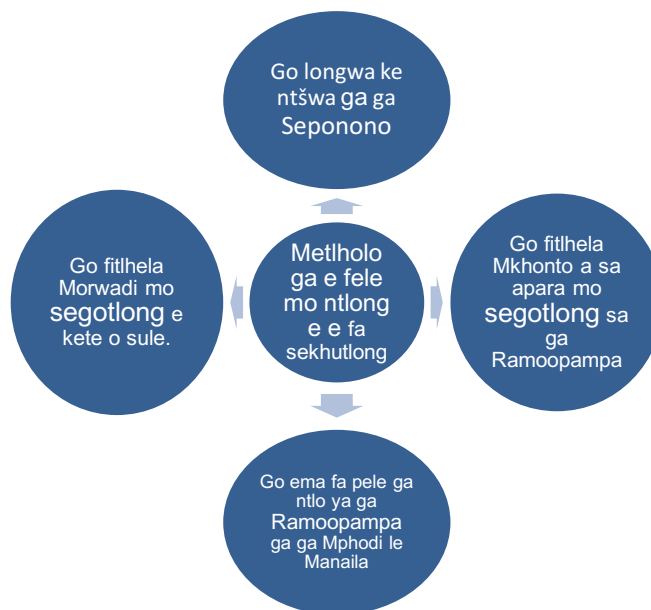 Go longwa ke
ntšwa ga ga
Seponono
Go fitlhela
Morwadi mo
segotlong e
kete o sule.
Metlholo
ga e fele
mo ntlong
e e fa
sekhutlong
Go fitlhela
Mkhonto a sa
apara mo
segotlong sa
ga
Ramoopampa
Go ema fa pele ga
ntlo ya ga
Ramoopampa
ga ga Mphodi le
Manaila